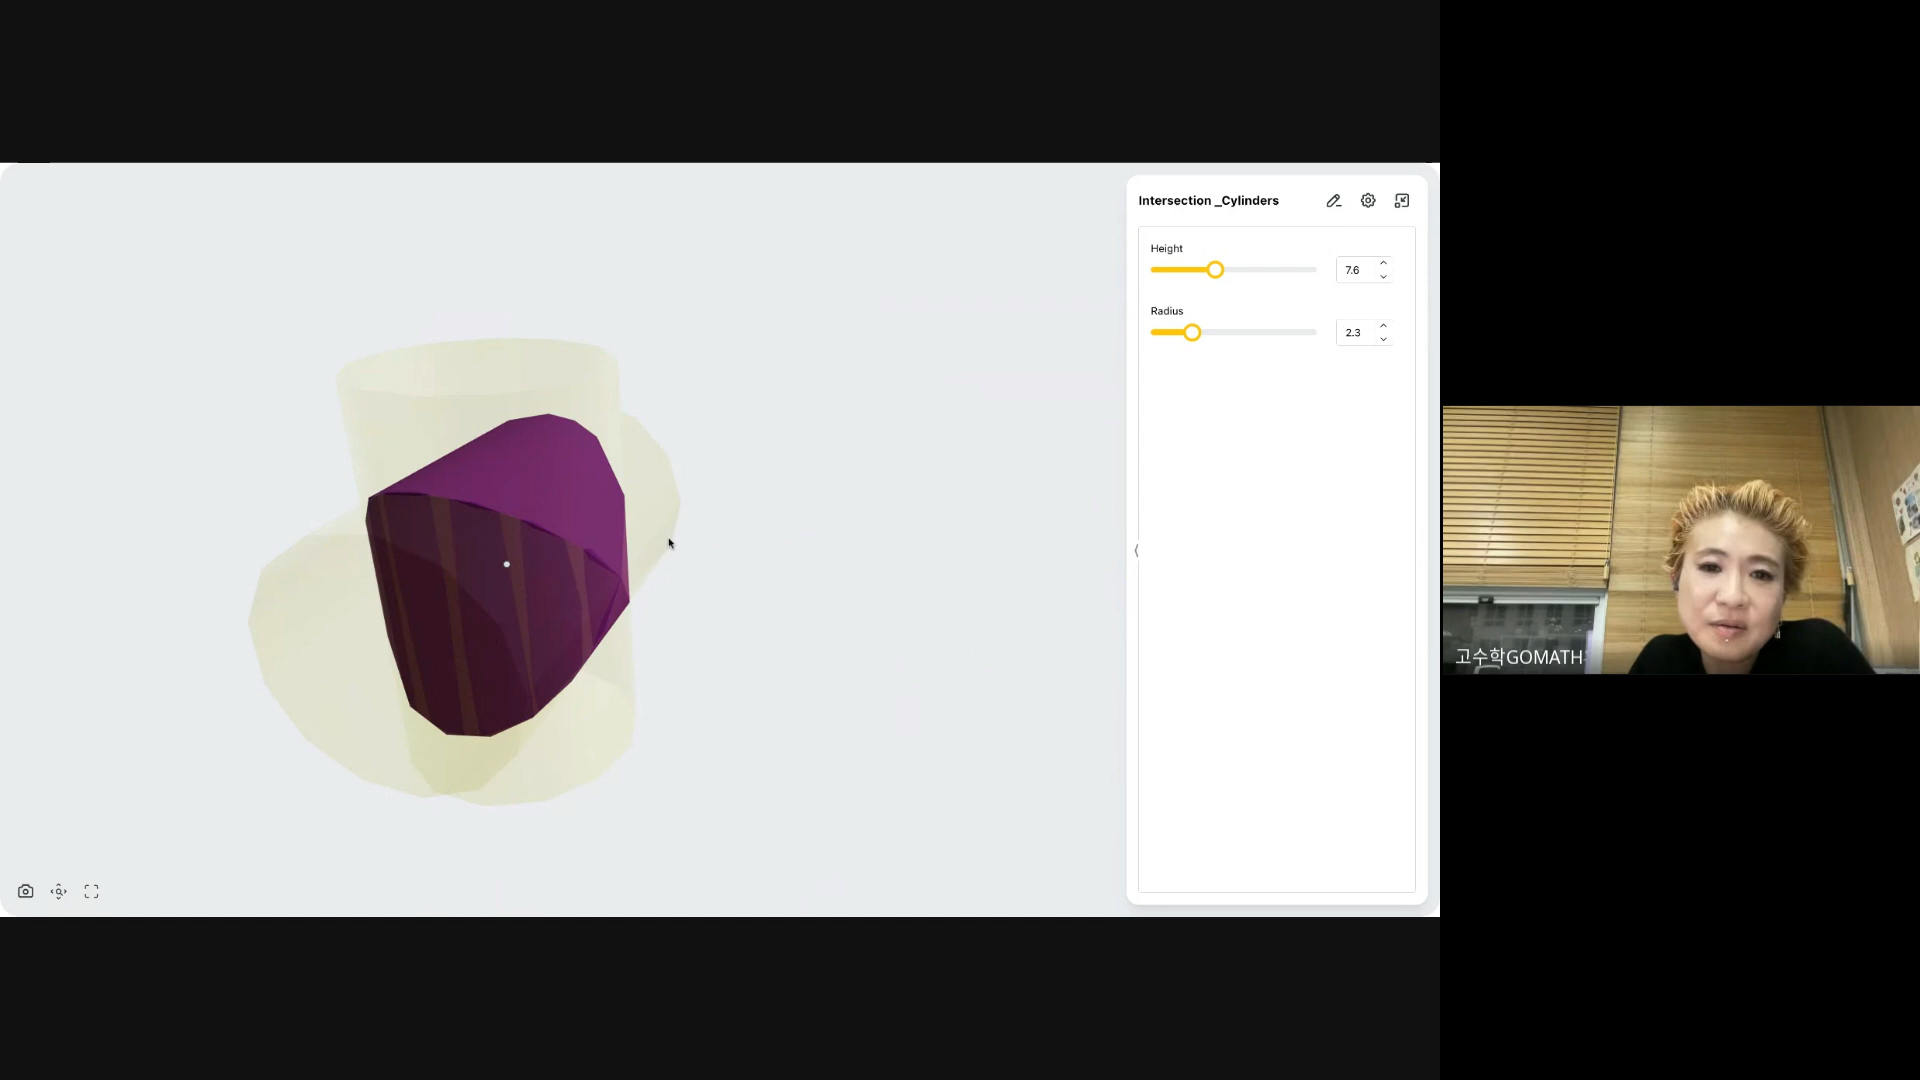 Intersection _Cylinders
Height
7.6
Radius
2.3
고수학GOMATH